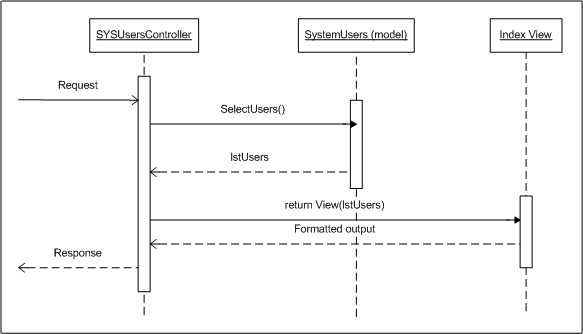 SYSUsersController
SystemUsers (model)
Index View
Request
SelectUsers()
lstUsers
return View(lstUsers)
Formatted output
Response